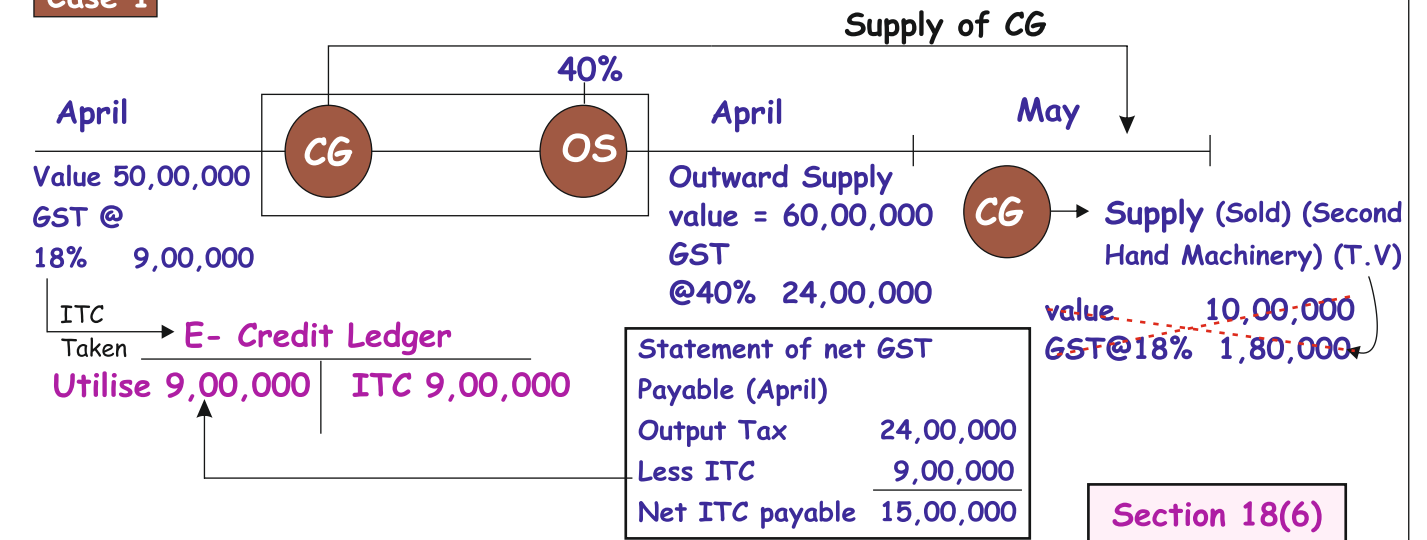 Case 1
Supply of CG
40%
April
April
May
CG
OS
Value 50,00,000
GST @
18% 9,00,000
Outward Supply
value = 60,00,000
GST
@40% 24,00,000
CG
Supply (Sold) (Second
Hand Machinery) (T.V)
value 10,00,000
GST@18% 1,80,000
ITC
Taken
E- Credit Ledger
Utilise 9,00,000
ITC 9,00,000
Statement of net GST
Payable (April)
Output Tax 24,00,000
Less ITC 9,00,000
Net ITC payable 15,00,000
Section 18(6)